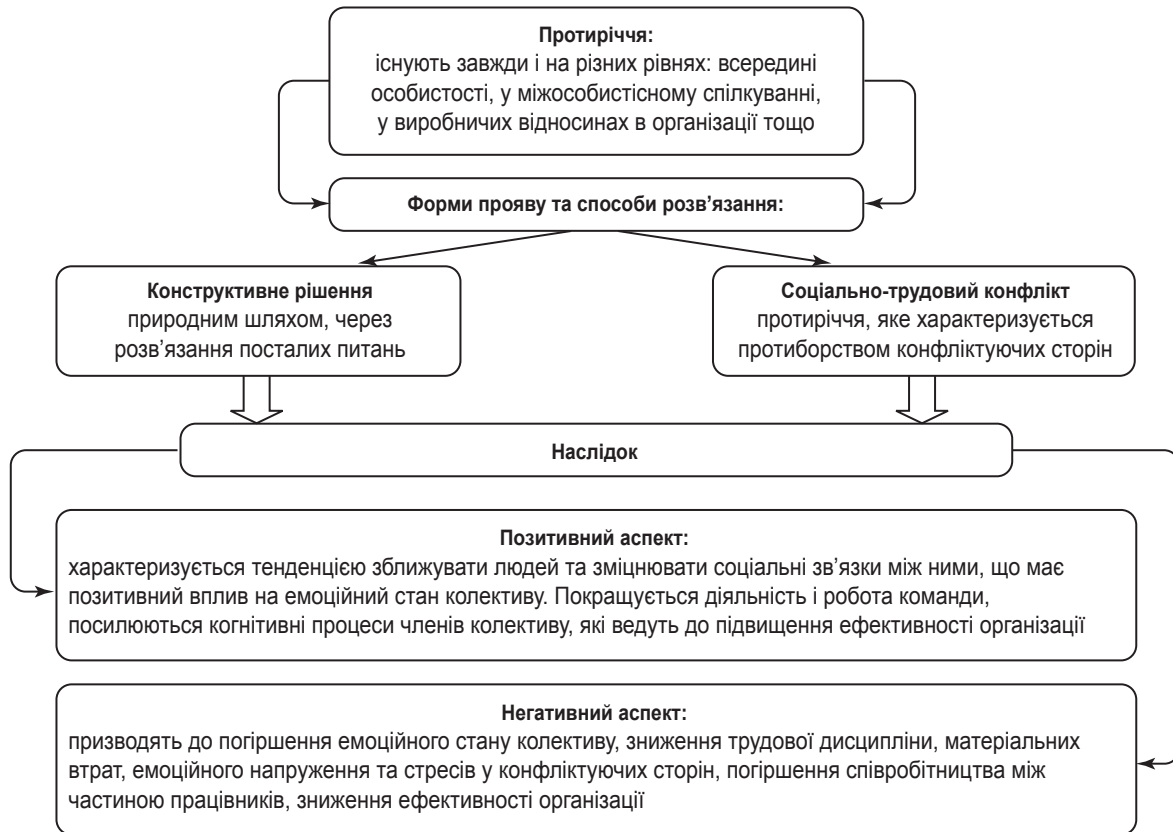 Протиріччя:
існують завжди і на різних рівнях: всередині
особистості, у міжособистісному спілкуванні,
у виробничих відносинах в організації тощо
Форми прояву та способи розв’язання:
Конструктивне рішення
природним шляхом, через
розв’язання посталих питань
Соціально-трудовий конфлікт
протиріччя, яке характеризується
протиборством конфліктуючих сторін
Наслідок
Позитивний аспект:
характеризується тенденцією зближувати людей та зміцнювати соціальні зв’язки між ними, що має
позитивний вплив на емоційний стан колективу. Покращується діяльність і робота команди,
посилюються когнітивні процеси членів колективу, які ведуть до підвищення ефективності організації
Негативний аспект:
призводять до погіршення емоційного стану колективу, зниження трудової дисципліни, матеріальних
втрат, емоційного напруження та стресів у конфліктуючих сторін, погіршення співробітництва між
частиною працівників, зниження ефективності організації